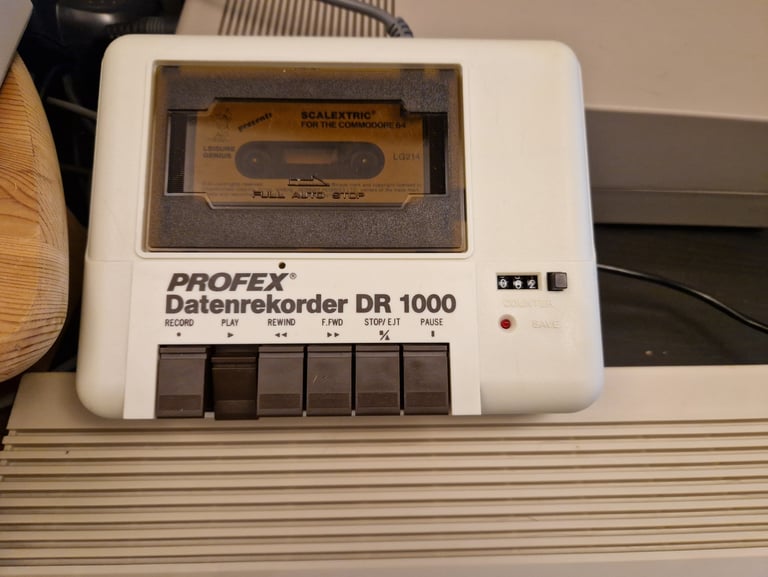 presents
SCALEXTRIC®
FOR THE COMMODORE 64
LEISURE
GENIUS
LG214
FULL AUTO STOP
PROFEX®
Datenrekorder DR 1000
RECORD PLAY REWIND F.FWD STOP/EJT PAUSE
062
COUNTER
SAVE